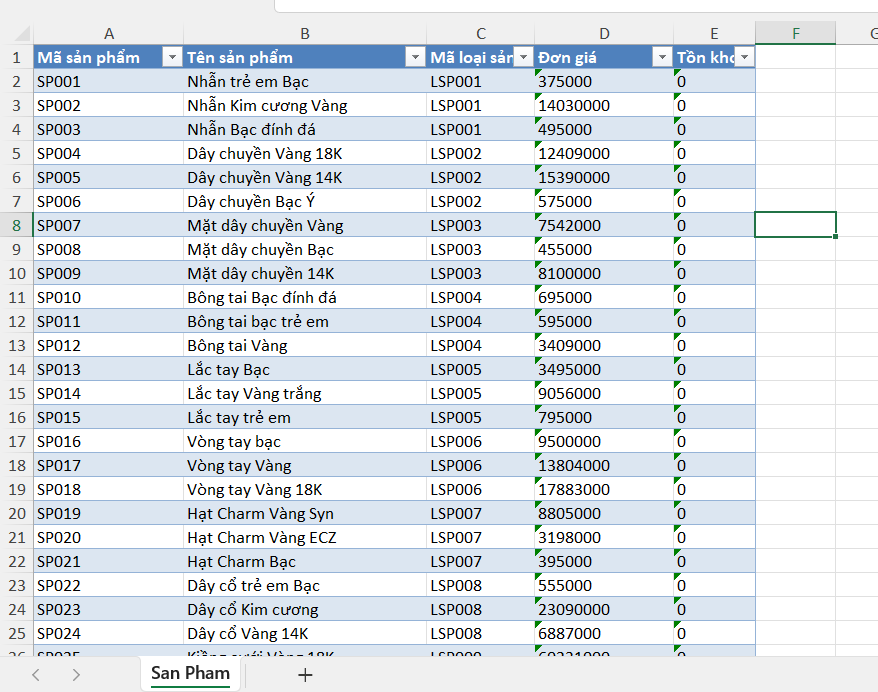 A B C D E F
1 Mã sản phẩm Tên sản phẩm Mã loại sản Đơn giá Tồn kho
2 SP001 Nhẫn trẻ em Bạc LSP001 375000 0
3 SP002 Nhẫn Kim cương Vàng LSP001 14030000 0
4 SP003 Nhẫn Bạc đính đá LSP001 495000 0
5 SP004 Dây chuyền Vàng 18K LSP002 12409000 0
6 SP005 Dây chuyền Vàng 14K LSP002 15390000 0
7 SP006 Dây chuyền Bạc Ý LSP002 575000 0
8 SP007 Mặt dây chuyền Vàng LSP003 7542000 0
9 SP008 Mặt dây chuyền Bạc LSP003 455000 0
10 SP009 Mặt dây chuyền 14K LSP003 8100000 0
11 SP010 Bông tai Bạc đính đá LSP004 695000 0
12 SP011 Bông tai bạc trẻ em LSP004 595000 0
13 SP012 Bông tai Vàng LSP004 3409000 0
14 SP013 Lắc tay Bạc LSP005 3495000 0
15 SP014 Lắc tay Vàng trắng LSP005 9056000 0
16 SP015 Lắc tay trẻ em LSP005 795000 0
17 SP016 Vòng tay bạc LSP006 9500000 0
18 SP017 Vòng tay Vàng LSP006 13804000 0
19 SP018 Vòng tay Vàng 18K LSP006 17883000 0
20 SP019 Hạt Charm Vàng Syn LSP007 8805000 0
21 SP020 Hạt Charm Vàng ECZ LSP007 3198000 0
22 SP021 Hạt Charm Bạc LSP007 395000 0
23 SP022 Dây cổ trẻ em Bạc LSP008 555000 0
24 SP023 Dây cổ Kim cương LSP008 23090000 0
25 SP024 Dây cổ Vàng 14K LSP008 6887000 0
26 SP025 Kiềng cưới Vàng 18K LSP009
San Pham